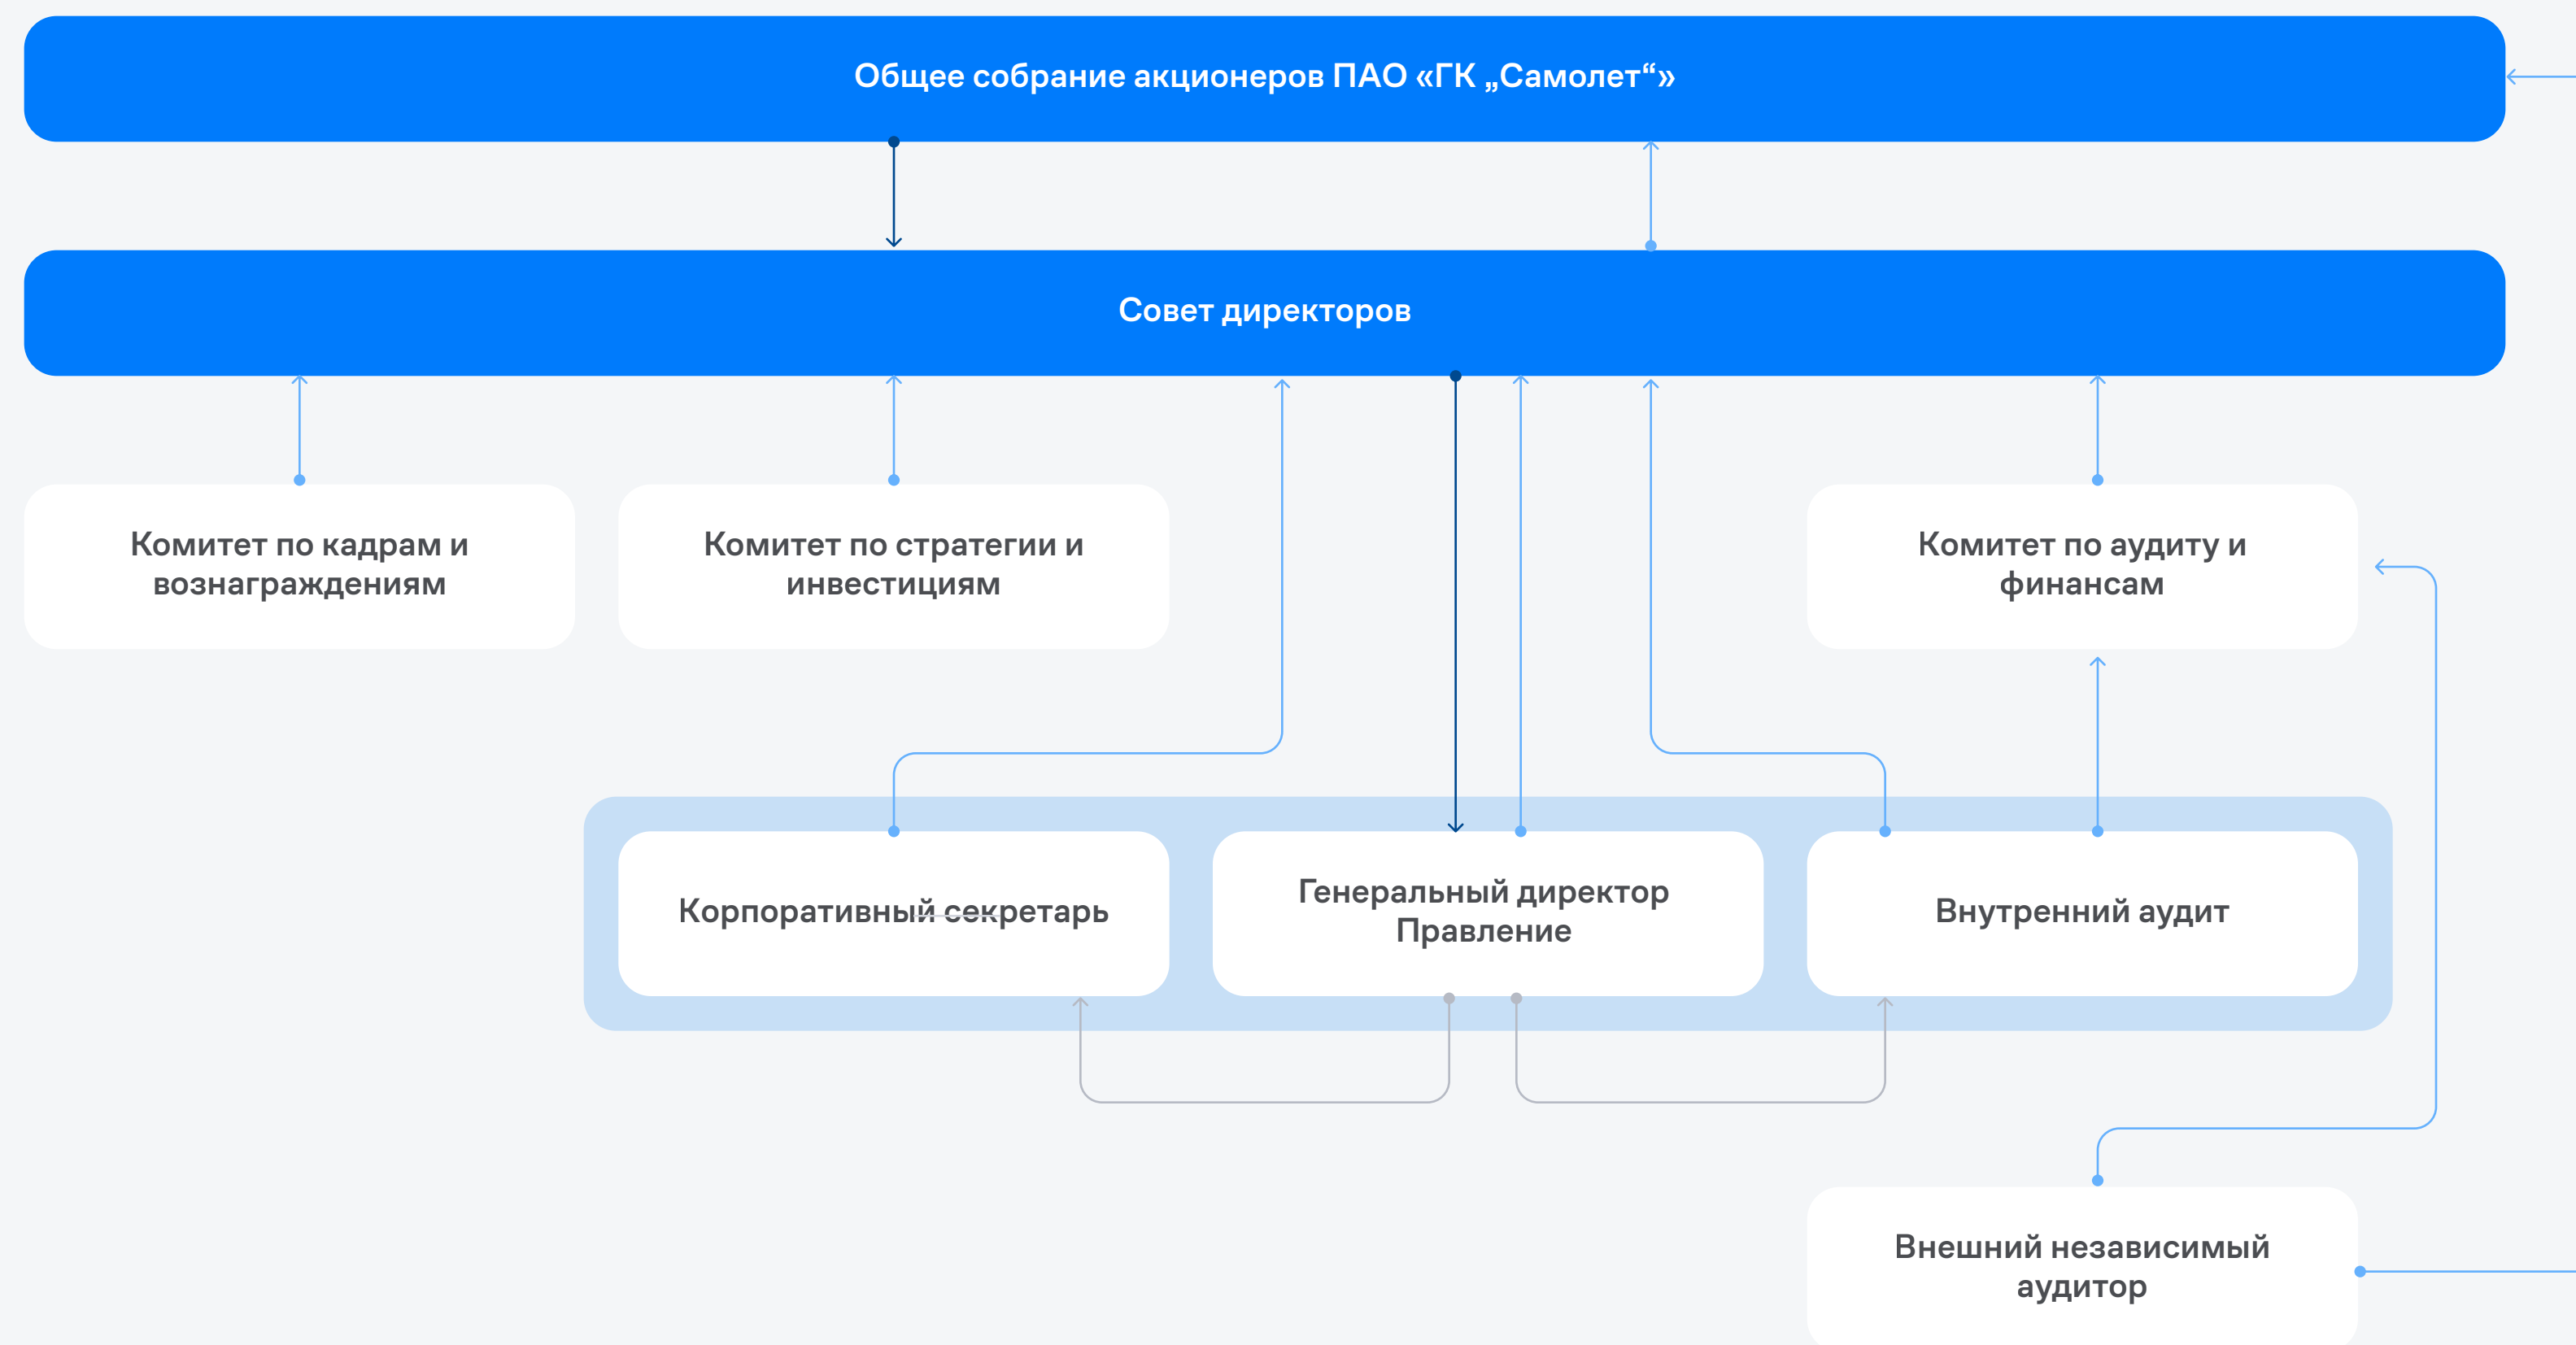 Общее собрание акционеров ПАО «ГК „Самолет“»
Совет директоров
Комитет по кадрам и
вознаграждениям
Комитет по стратегии и
инвестициям
Комитет по аудиту и
финансам
Корпоративный секретарь
Генеральный директор
Правление
Внутренний аудит
Внешний независимый
аудитор